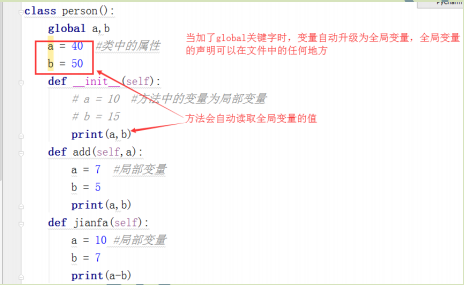 class person():
global a,b
当加了global关键字时，变量自动升级为全局变量，全局变量
a = 40 #类中的属性
的声明可以在文件中的任何地方
b = 50
def __init__(self):
# a = 10 #方法中的变量为局部变量
# b = 15
方法会自动读取全局变量的值
print(a,b)
def add(self,a):
a = 7 #局部变量
b = 5
print(a,b)
def jianfa(self):
a = 10 #局部变量
b = 7
print(a-b)